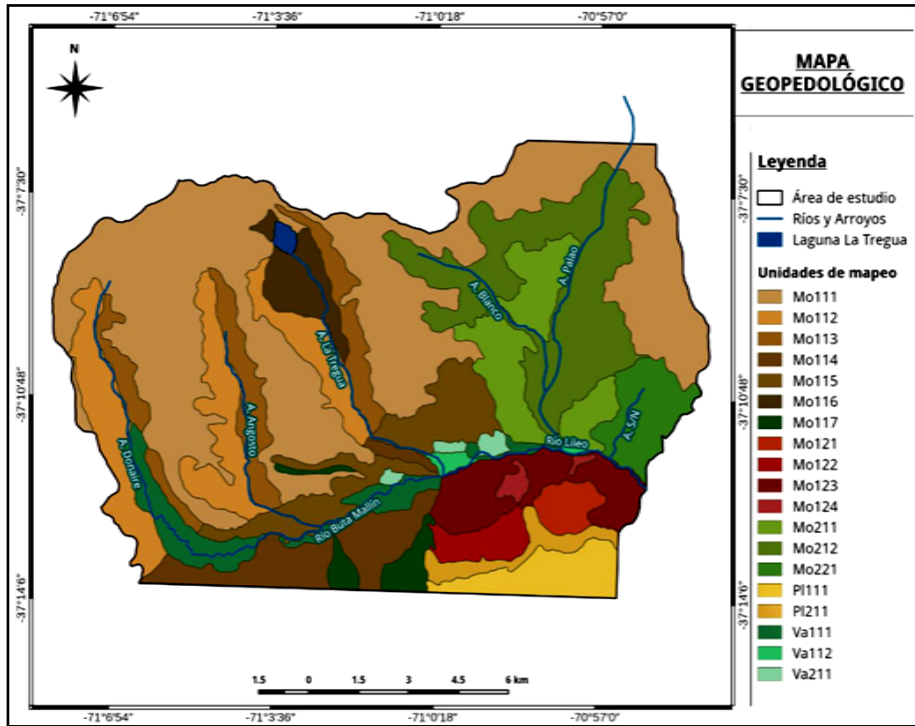 -71°6'54"
-71°3'36"
-71°0'18"
-70°57'0"
N
MAPA
GEOPEDOLÓGICO
-37°7'30"
-37°7'30"
-37°10'48"
-37°10'48"
-37°14'6"
-37°14'6"
A. Palao
A. Blanco
A. La Tregua
A. Angosto
A. Donaire
A. S/N
Río Lileo
Río Buta Mallín
Leyenda
Área de estudio
Ríos y Arroyos
Laguna La Tregua
Unidades de mapeo
Mo111
Mo112
Mo113
Mo114
Mo115
Mo116
Mo117
Mo121
Mo122
Mo123
Mo124
Mo211
Mo212
Mo221
Pl111
Pl211
Va111
Va112
Va211
1.5 0 1.5 3 4.5 6 km
-71°6'54"
-71°3'36"
-71°0'18"
-70°57'0"